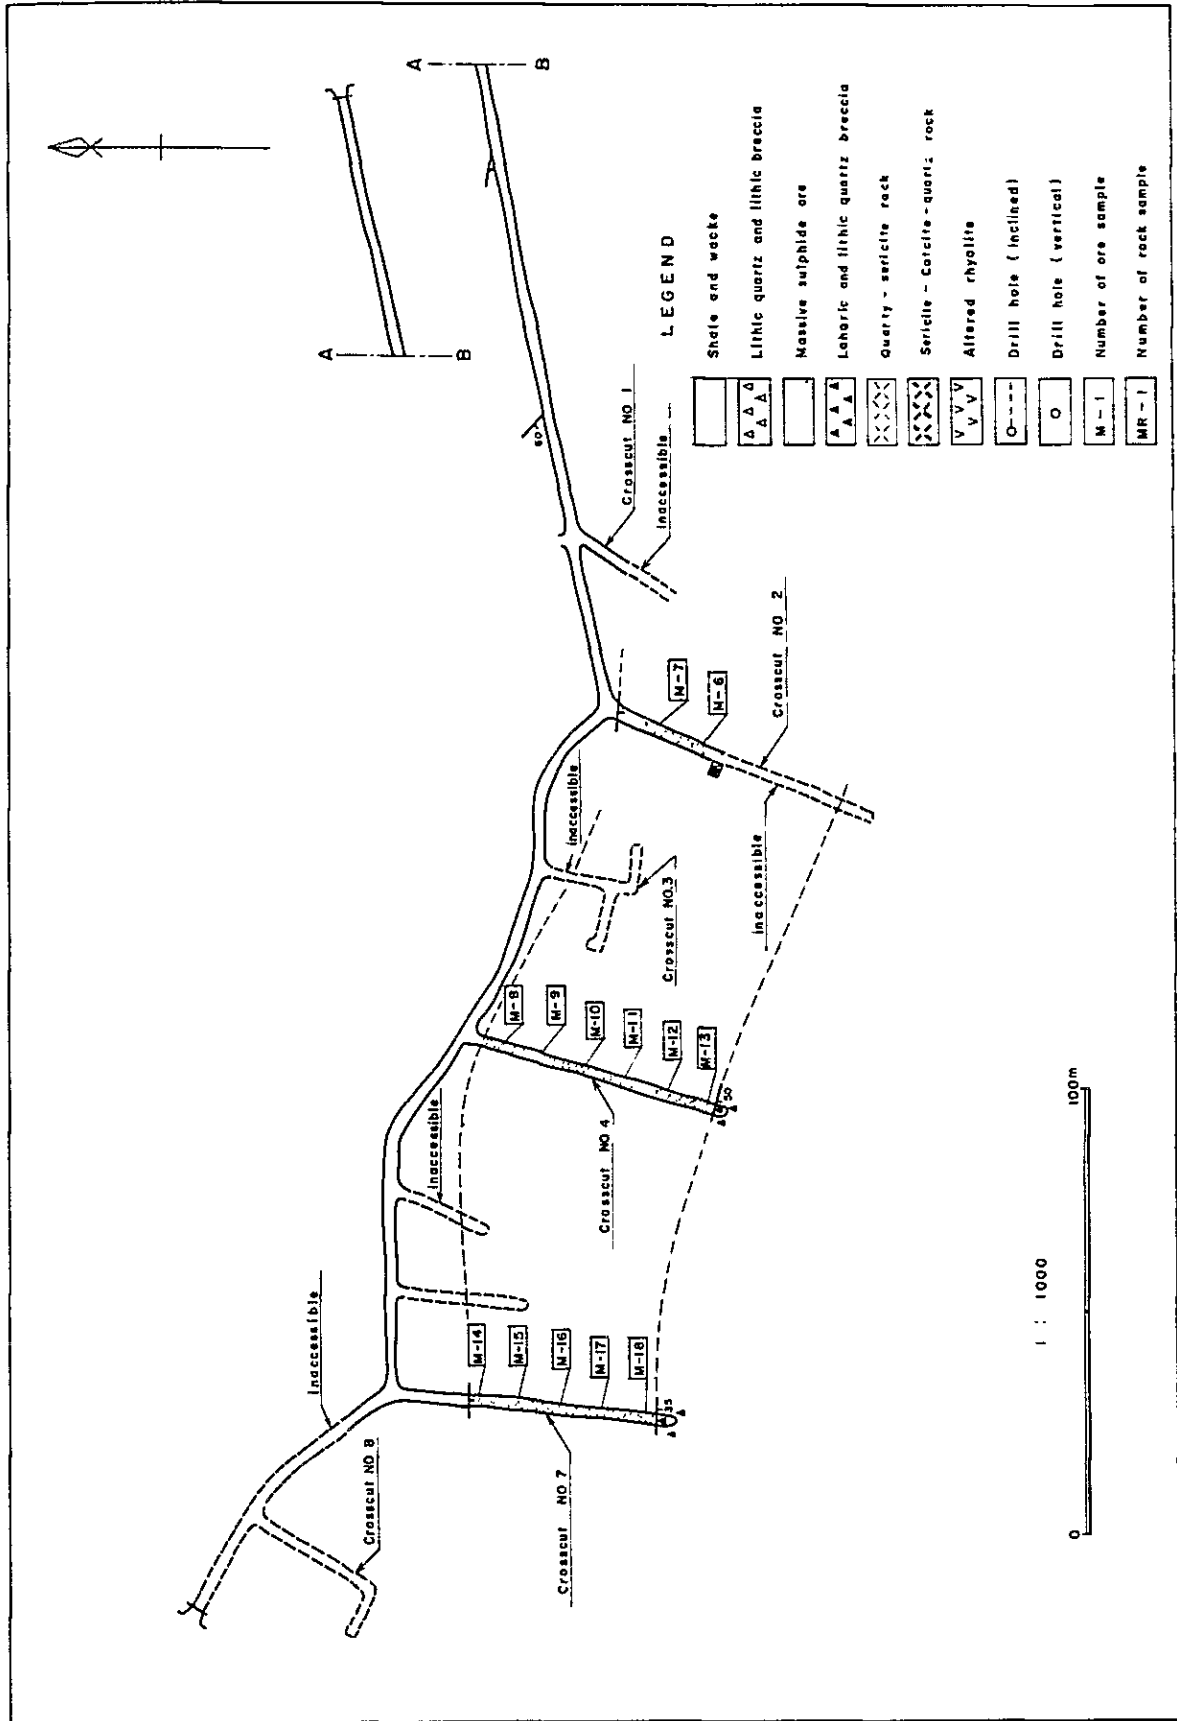 A
B
A
B
60
Crosscut NO 1
Inaccessible
M-7
M-6
Crosscut NO 2
Inaccessible
Inaccessible
Crosscut NO.3
M-8
M-9
M-10
M-11
M-12
M-13
50
Crosscut NO 4
Inaccessible
Inaccessible
M-14
M-15
M-16
M-17
M-18
35
Crosscut NO 7
Crosscut NO 8
LEGEND
Shale and wacke
Lithic quartz and lithic breccia
Massive sulphide ore
Laharic and lithic quartz breccia
Quarty - sericite rock
Sericite - Calcite - quartz rock
Altered rhyolite
Drill hole (inclined)
Drill hole (vertical)
M - 1 Number of ore sample
MR - 1 Number of rock sample
1 : 1000
0 100m